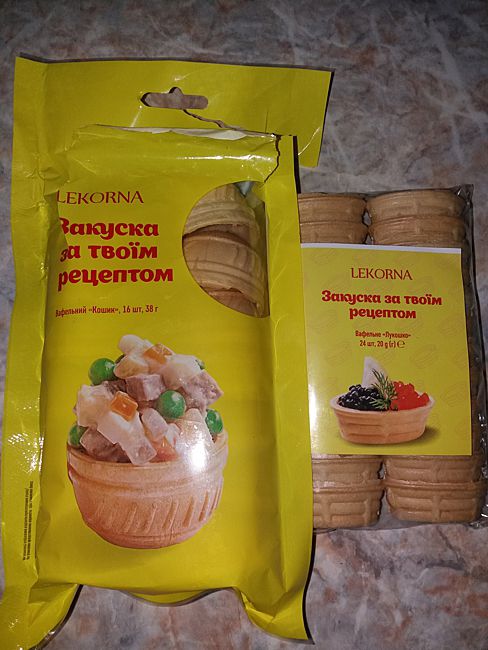 LEKORNA
Закуска
за твоїм
рецептом
Вафельний «Кошик», 16 шт, 38 г
LEKORNA
Закуска за твоїм
рецептом
Вафельне «Лукошко»
24 шт, 20 g (г) ℮